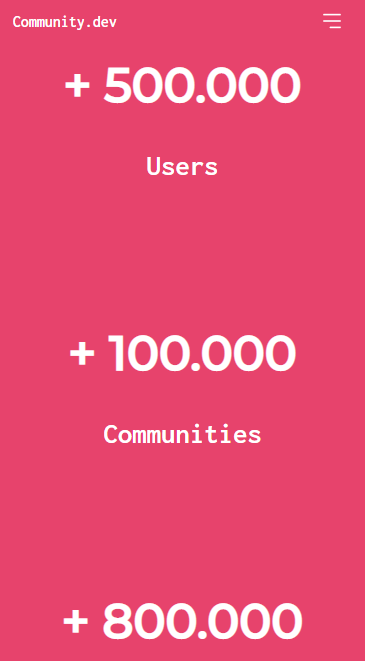 Community.dev
+ 500.000
Users
+ 100.000
Communities
+ 800.000